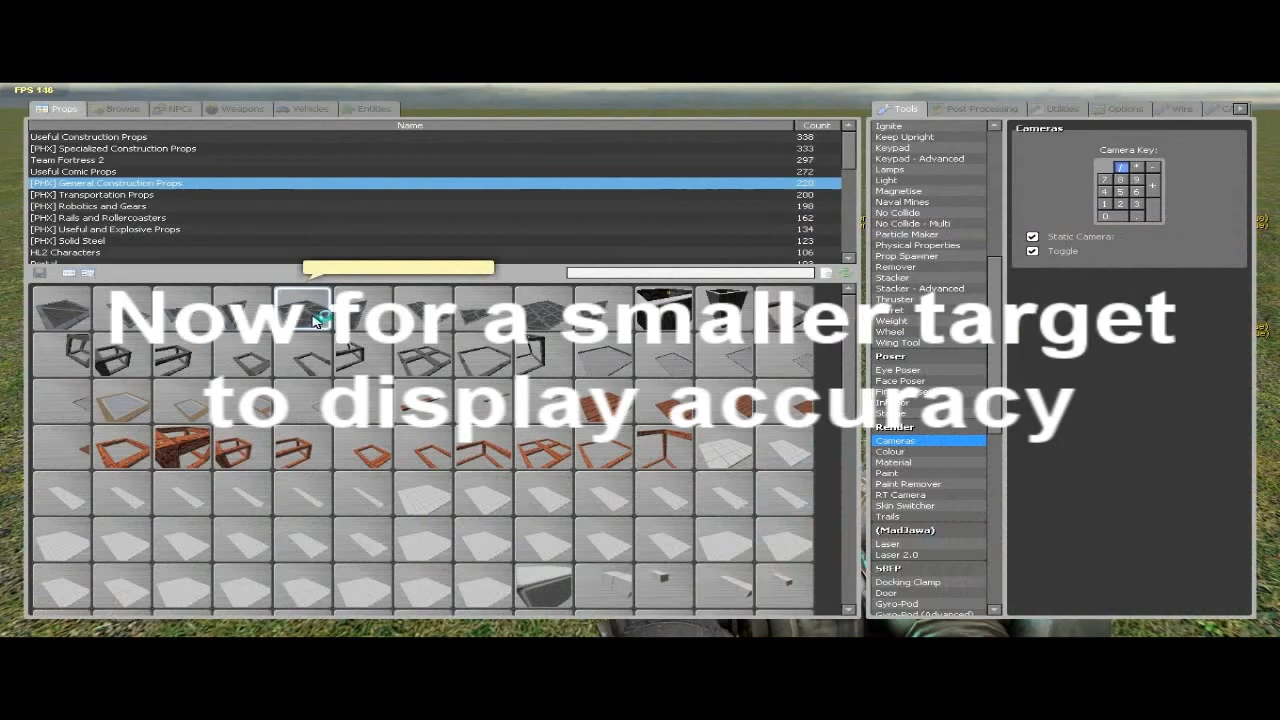 FPS 146
Props Browse NPCs Weapons Vehicles Entities
Name Count
Useful Construction Props 338
[PHX] Specialized Construction Props 333
Team Fortress 2 297
Useful Comic Props 272
[PHX] General Construction Props 220
[PHX] Transportation Props 200
[PHX] Robotics and Gears 198
[PHX] Rails and Rollercoasters 162
[PHX] Useful and Explosive Props 134
[PHX] Solid Steel 123
HL2 Characters 106
Now for a smaller target
to display accuracy
Tools Post Processing Utilities Options Wire
Ignite
Keep Upright
Keypad
Keypad - Advanced
Lamps
Light
Magnetise
Naval Mines
No Collide
No Collide - Multi
Particle Maker
Physical Properties
Prop Spawner
Remover
Stacker
Stacker - Advanced
Thruster
Weight
Wheel
Wing Tool
Poser
Eye Poser
Face Poser
Render
Cameras
Colour
Material
Paint
Paint Remover
RT Camera
Skin Switcher
Trails
(MadJawa)
Laser
Laser 2.0
SBEP
Docking Clamp
Door
Gyro-Pod
Gyro-Pod (Advanced)
Cameras
Camera Key:
/ * -
7 8 9 +
4 5 6
1 2 3
0 .
Static Camera:
Toggle